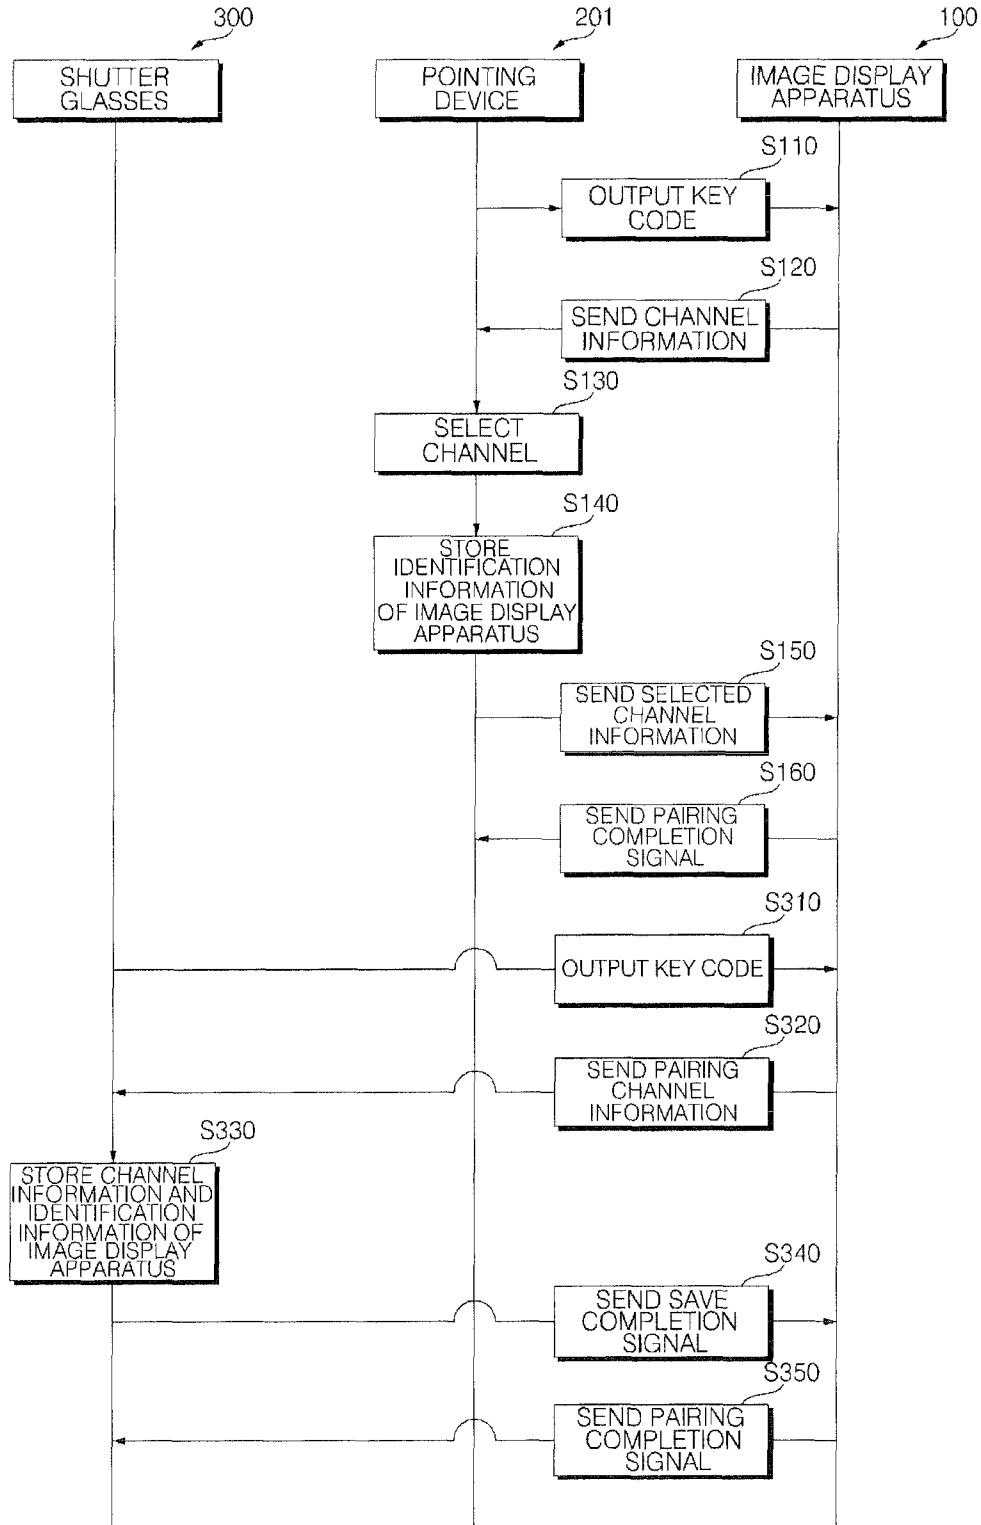 300
201
100
SHUTTER
GLASSES
POINTING
DEVICE
IMAGE DISPLAY
APPARATUS
S110
OUTPUT KEY
CODE
S120
SEND CHANNEL
INFORMATION
S130
SELECT
CHANNEL
S140
STORE
IDENTIFICATION
INFORMATION
OF IMAGE DISPLAY
APPARATUS
S150
SEND SELECTED
CHANNEL
INFORMATION
S160
SEND PAIRING
COMPLETION
SIGNAL
S310
OUTPUT KEY CODE
S320
SEND PAIRING
CHANNEL
INFORMATION
S330
STORE CHANNEL
INFORMATION AND
IDENTIFICATION
INFORMATION OF
IMAGE DISPLAY
APPARATUS
S340
SEND SAVE
COMPLETION
SIGNAL
S350
SEND PAIRING
COMPLETION
SIGNAL